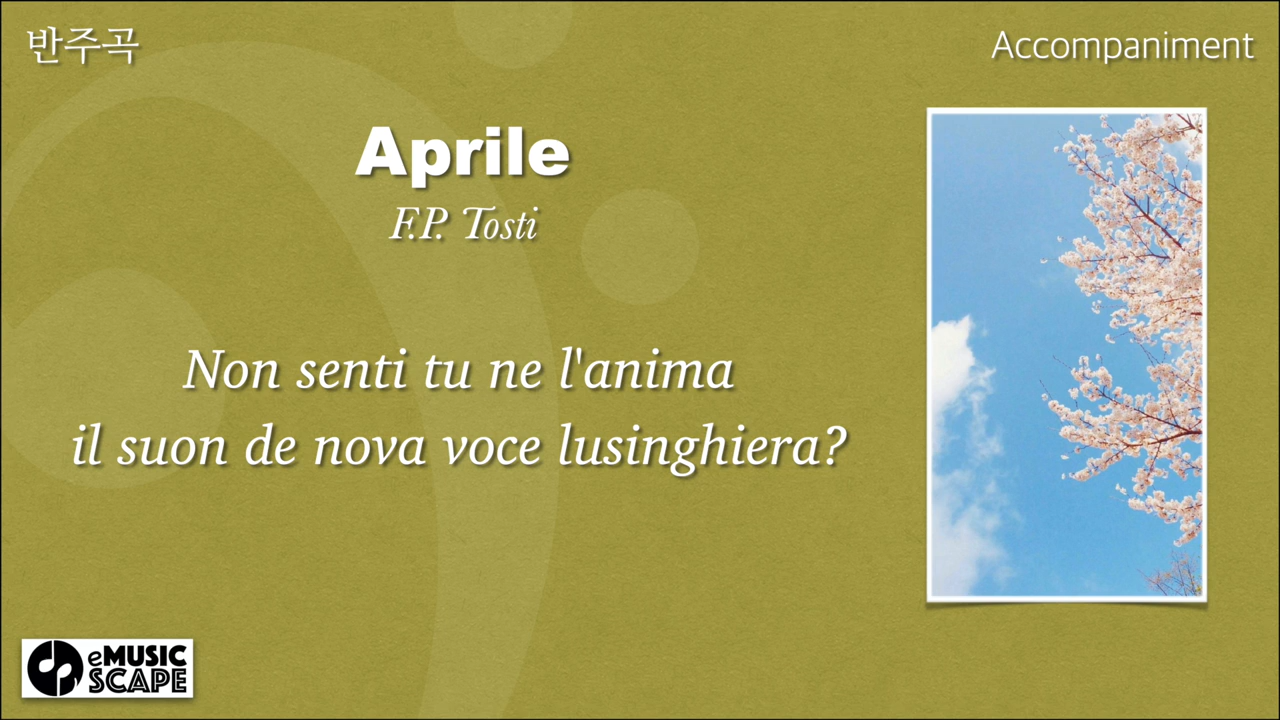 반주곡
Accompaniment
Aprile
F.P. Tosti
Non senti tu ne l'anima
il suon de nova voce lusinghiera?
eMUSIC
SCAPE